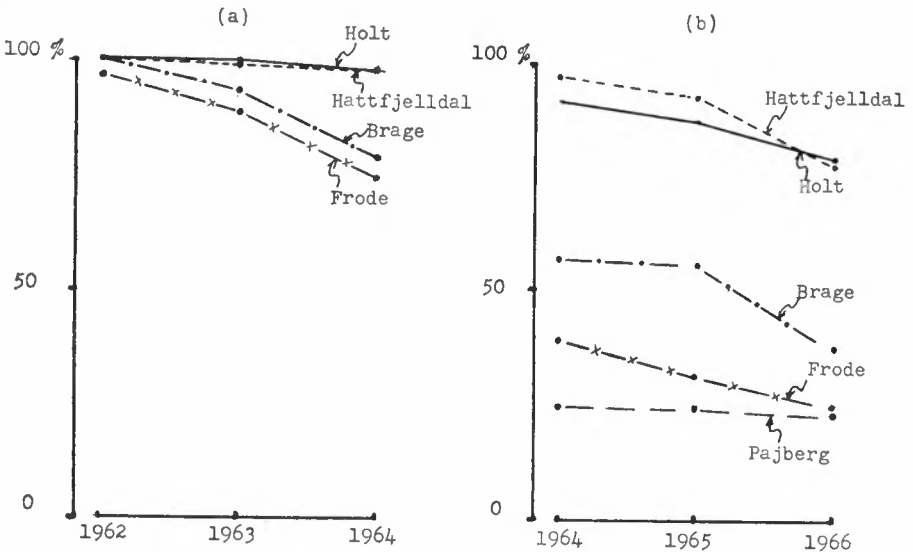 (a)
100 %
Holt
Hattfjelldal
Brage
Frode
50
0
1962 1963 1964
(b)
100 %
Hattfjelldal
Holt
50
Brage
Frode
Pajberg
0
1964 1965 1966